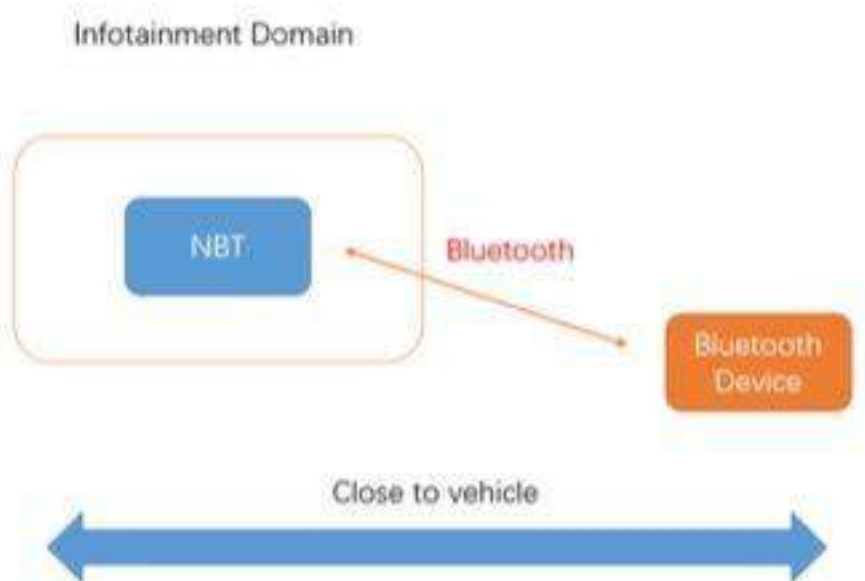 Infotainment Domain
NBT
Bluetooth
Bluetooth
Device
Close to vehicle